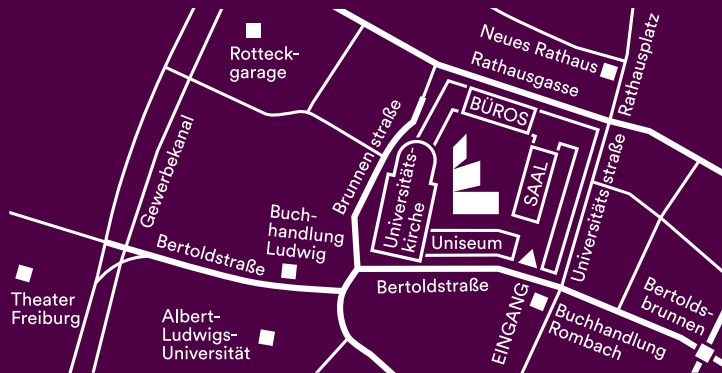 Rotteck-
garage
Neues Rathaus
Rathausgasse
Rathausplatz
Gewerbekanal
Brunnenstraße
BÜROS
SAAL
Universitäts-
kirche
Universitätsstraße
Uniseum
Buch-
handlung
Ludwig
Bertoldstraße
Bertoldstraße
Theater
Freiburg
Albert-
Ludwigs-
Universität
EINGANG
Buchhandlung
Rombach
Bertolds-
brunnen